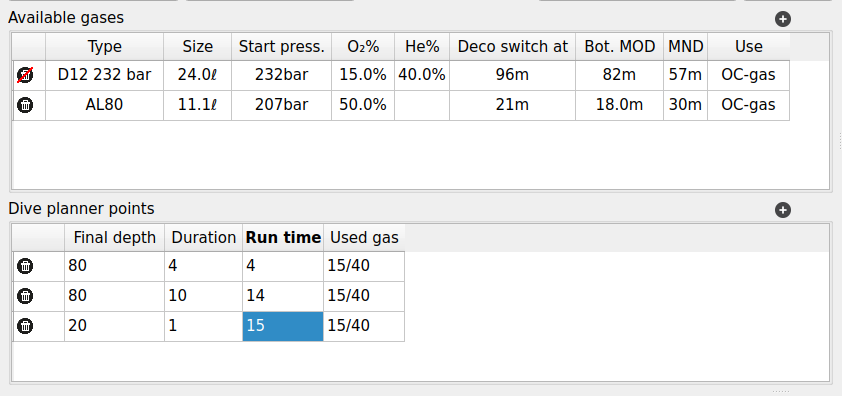 Available gases
Type Size Start press. O₂% He% Deco switch at Bot. MOD MND Use
D12 232 bar 24.0ℓ 232bar 15.0% 40.0% 96m 82m 57m OC-gas
AL80 11.1ℓ 207bar 50.0% 21m 18.0m 30m OC-gas
Dive planner points
Final depth Duration Run time Used gas
80 4 4 15/40
80 10 14 15/40
20 1 15 15/40